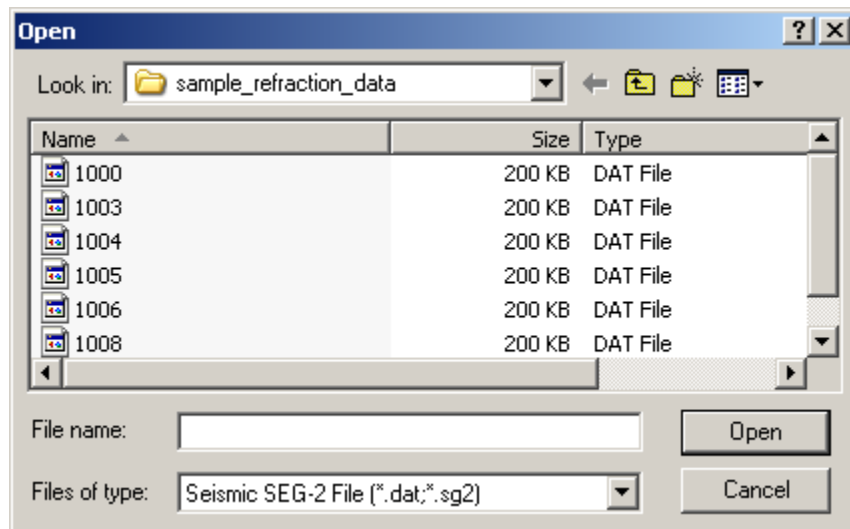 Open
Look in: sample_refraction_data
Name Size Type
1000 200 KB DAT File
1003 200 KB DAT File
1004 200 KB DAT File
1005 200 KB DAT File
1006 200 KB DAT File
1008 200 KB DAT File
File name: Open
Files of type: Seismic SEG-2 File (*.dat;*.sg2) Cancel